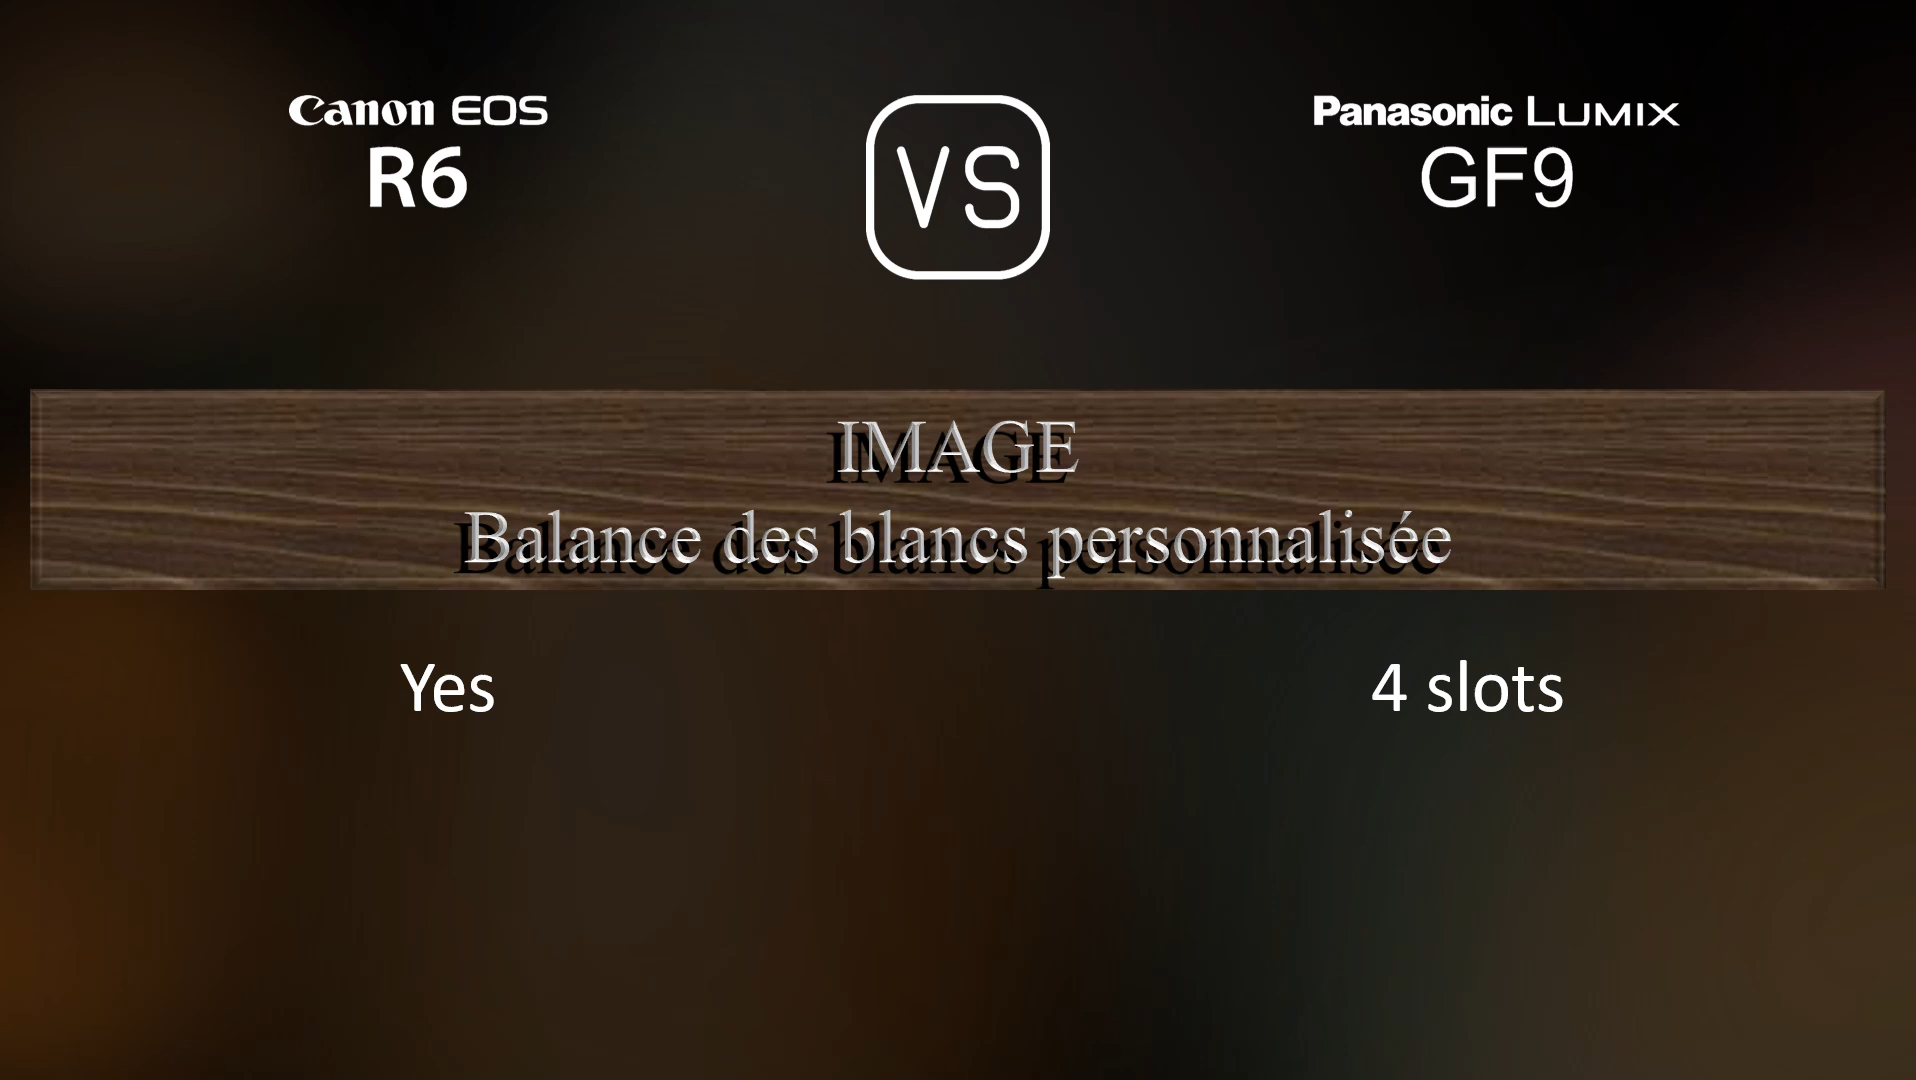 Canon EOS
R6
VS
Panasonic LUMIX
GF9
IMAGE
Balance des blancs personnalisée
Yes
4 slots